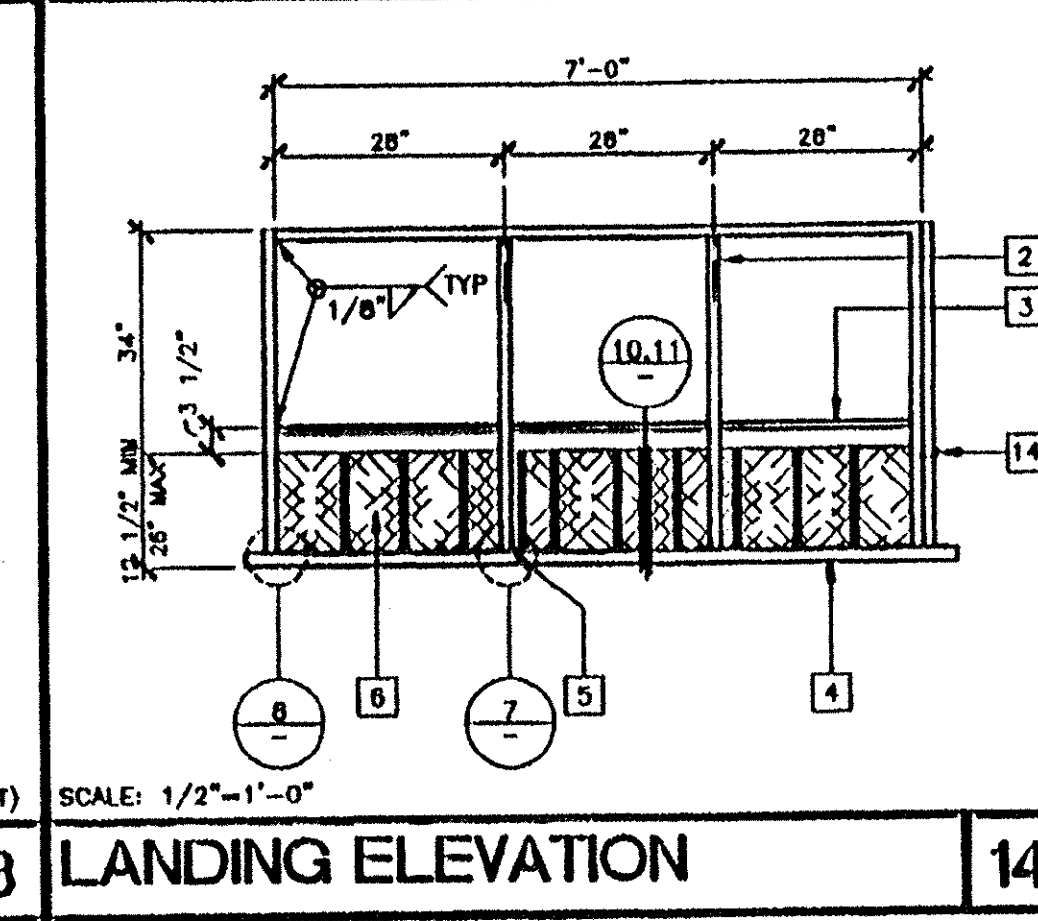 7'-0"
28" 28" 28"
2
TYP
1/8"
3
34"
3 1/2"
10.11
-
14
12 1/2" MIN
26" MAX
6
5
4
8
-
7
-
T) SCALE: 1/2"=1'-0"
3 LANDING ELEVATION 14